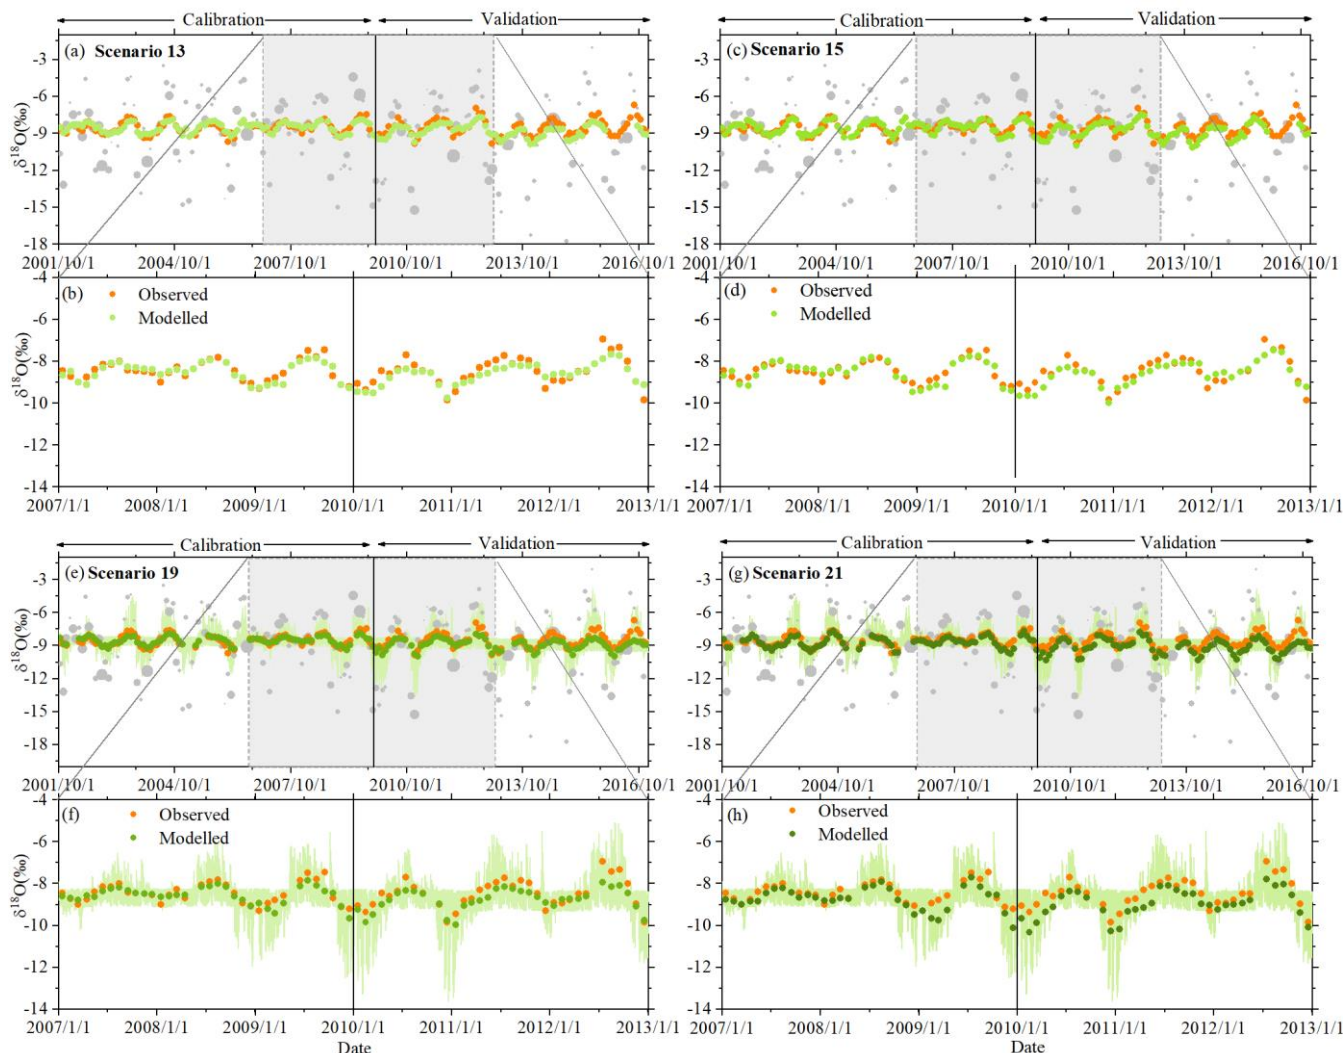 Calibration Validation
(a) Scenario 13
-3
-6
-9
-12
-15
-18
δ¹⁸O(‰)
2001/10/1 2004/10/1 2007/10/1 2010/10/1 2013/10/1 2016/10/1
Calibration Validation
(c) Scenario 15
-3
-6
-9
-12
-15
-18
δ¹⁸O(‰)
2001/10/1 2004/10/1 2007/10/1 2010/10/1 2013/10/1 2016/10/1
(b)
Observed
Modelled
-4
-6
-8
-10
-12
-14
δ¹⁸O(‰)
2007/1/1 2008/1/1 2009/1/1 2010/1/1 2011/1/1 2012/1/1 2013/1/1
(d)
Observed
Modelled
-4
-6
-8
-10
-12
-14
δ¹⁸O(‰)
2007/1/1 2008/1/1 2009/1/1 2010/1/1 2011/1/1 2012/1/1 2013/1/1
Calibration Validation
(e) Scenario 19
-3
-6
-9
-12
-15
-18
δ¹⁸O(‰)
2001/10/1 2004/10/1 2007/10/1 2010/10/1 2013/10/1 2016/10/1
Calibration Validation
(g) Scenario 21
-3
-6
-9
-12
-15
-18
δ¹⁸O(‰)
2001/10/1 2004/10/1 2007/10/1 2010/10/1 2013/10/1 2016/10/1
(f)
Observed
Modelled
-4
-6
-8
-10
-12
-14
δ¹⁸O(‰)
2007/1/1 2008/1/1 2009/1/1 2010/1/1 2011/1/1 2012/1/1 2013/1/1
Date
(h)
Observed
Modelled
-4
-6
-8
-10
-12
-14
δ¹⁸O(‰)
2007/1/1 2008/1/1 2009/1/1 2010/1/1 2011/1/1 2012/1/1 2013/1/1
Date